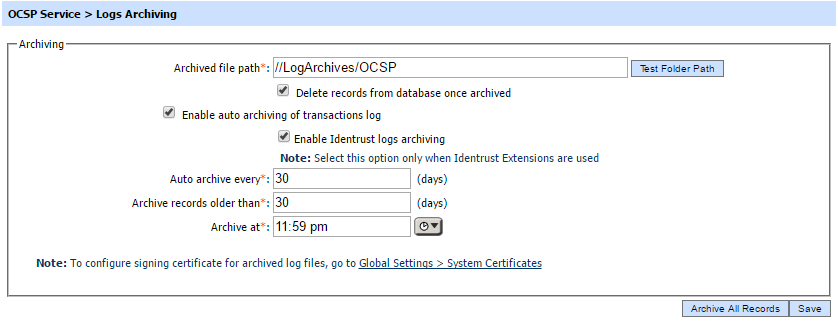 OCSP Service > Logs Archiving
Archiving
Archived file path*: //LogArchives/OCSP Test Folder Path
Delete records from database once archived
Enable auto archiving of transactions log
Enable Identrust logs archiving
Note: Select this option only when Identrust Extensions are used
Auto archive every*: 30 (days)
Archive records older than*: 30 (days)
Archive at*: 11:59 pm
Note: To configure signing certificate for archived log files, go to Global Settings > System Certificates
Archive All Records Save